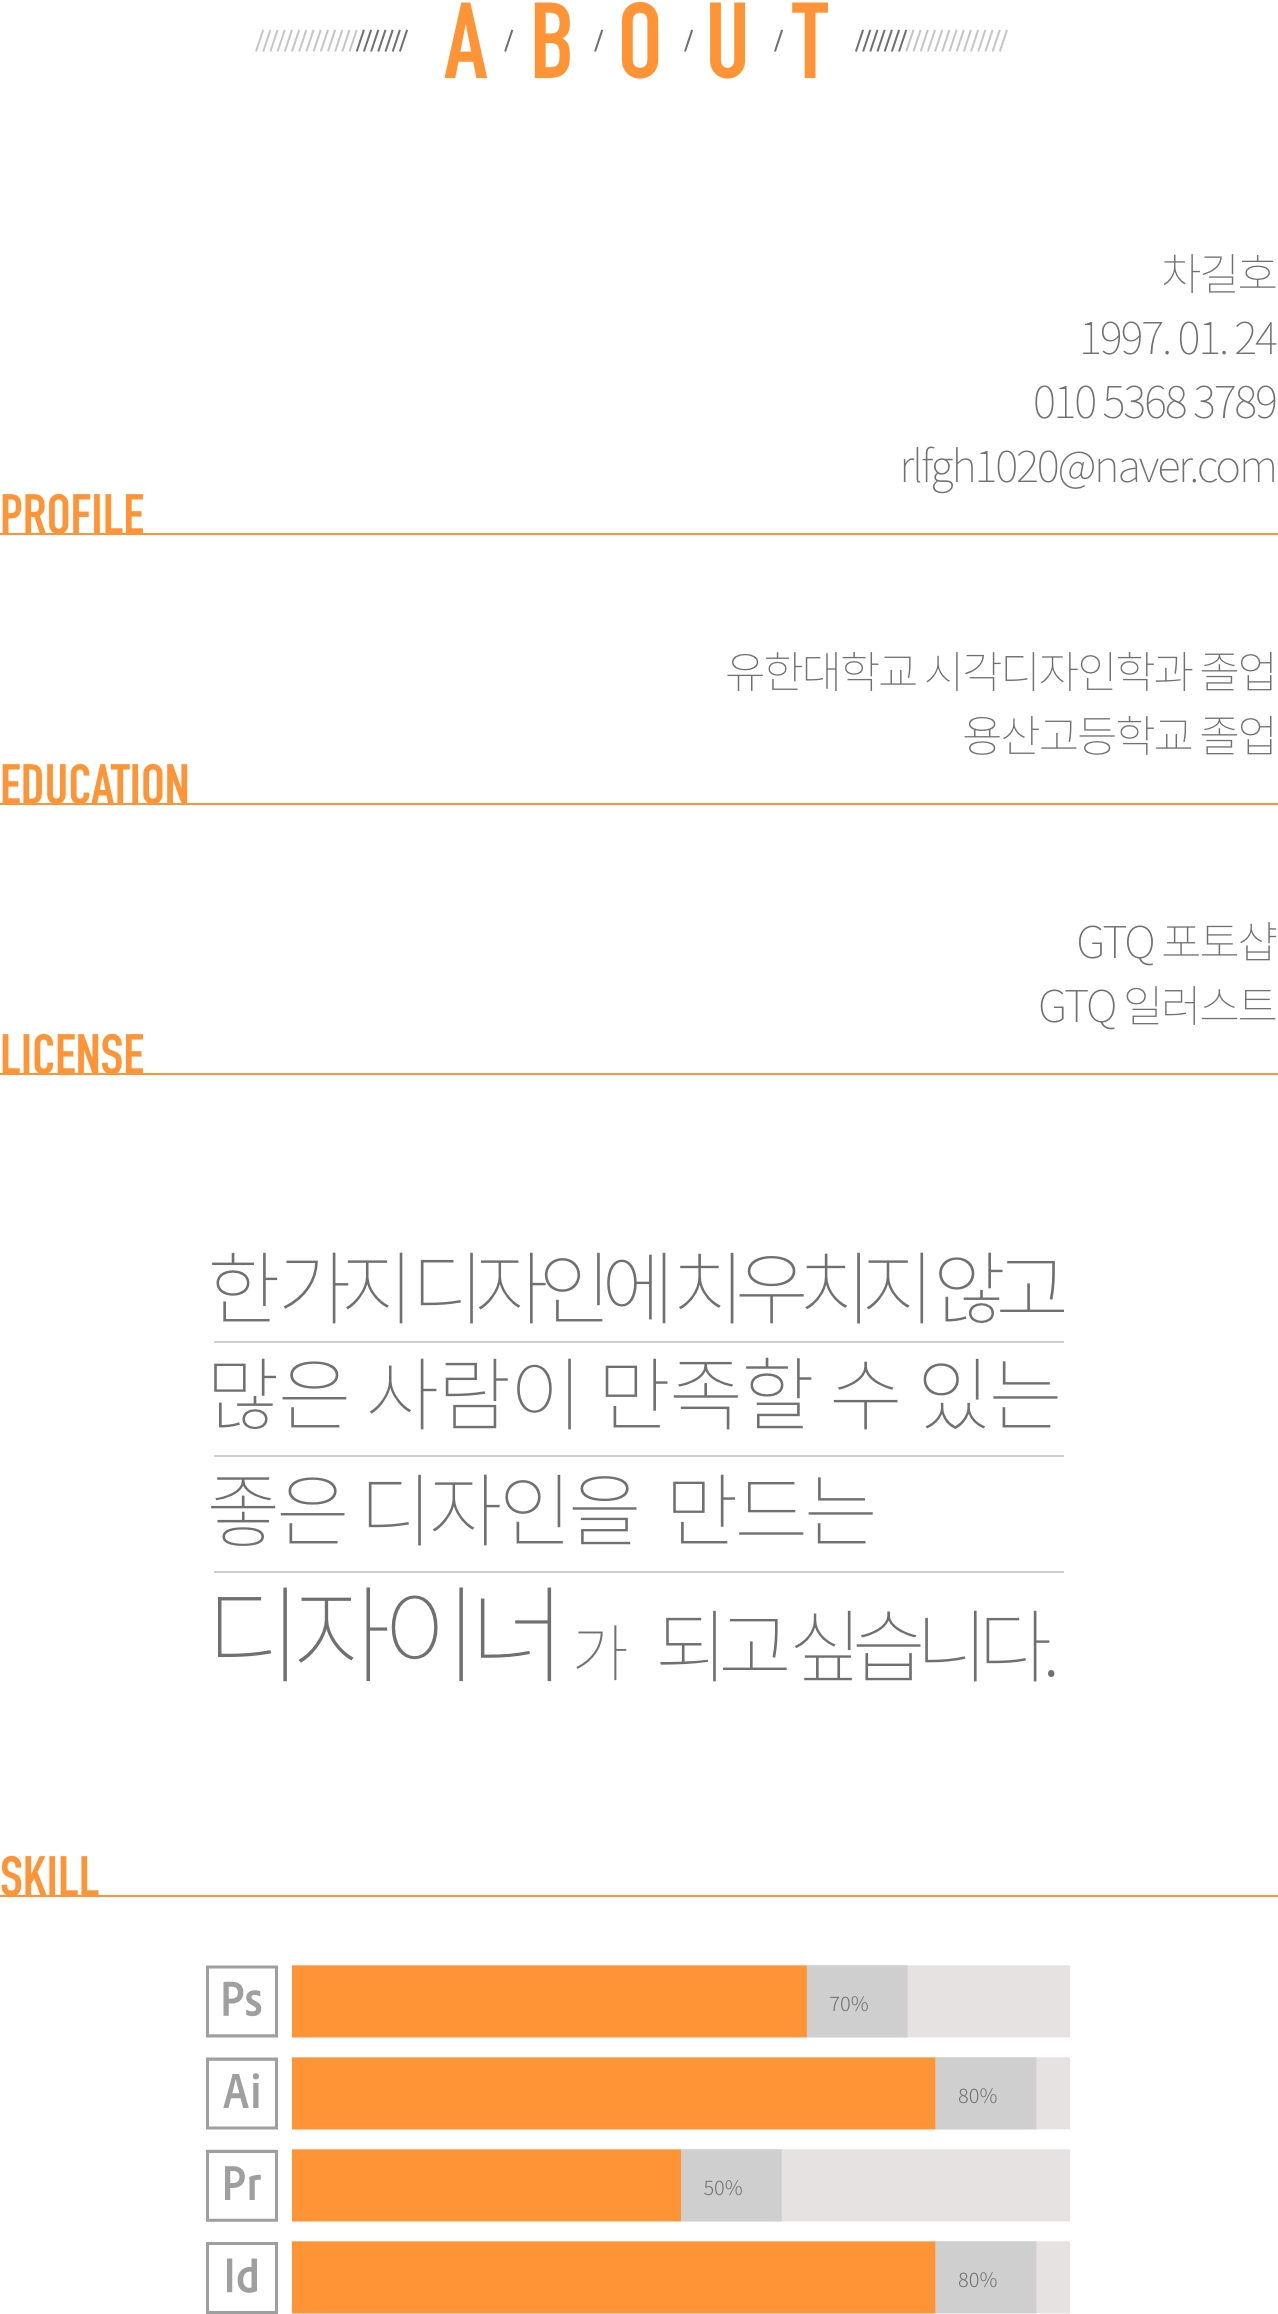 A / B / O / U / T
차길호
1997. 01. 24
010 5368 3789
rlfgh1020@naver.com
PROFILE
유한대학교 시각디자인학과 졸업
용산고등학교 졸업
EDUCATION
GTQ 포토샵
GTQ 일러스트
LICENSE
한 가지 디자인에 치우치지 않고
많은 사람이 만족할 수 있는
좋은 디자인을 만드는
디자이너 가 되고 싶습니다.
SKILL
Ps 70%
Ai 80%
Pr 50%
Id 80%